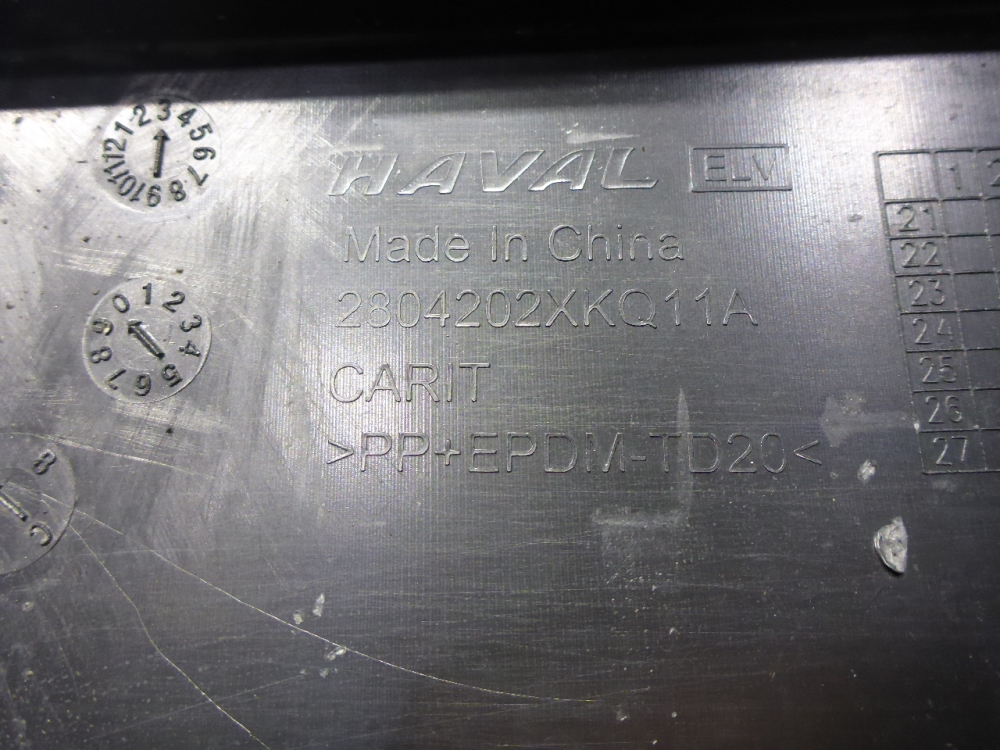 HAVAL ELV
Made In China
2804202XKQ11A
CARIT
>PP+EPDM-TD20<
1 2 3 4 5 6 7 8 9 10 11 12
0 1 2 3 4 5 6 7 8 9
8
C
1 2
21
22
23
24
25
26
27